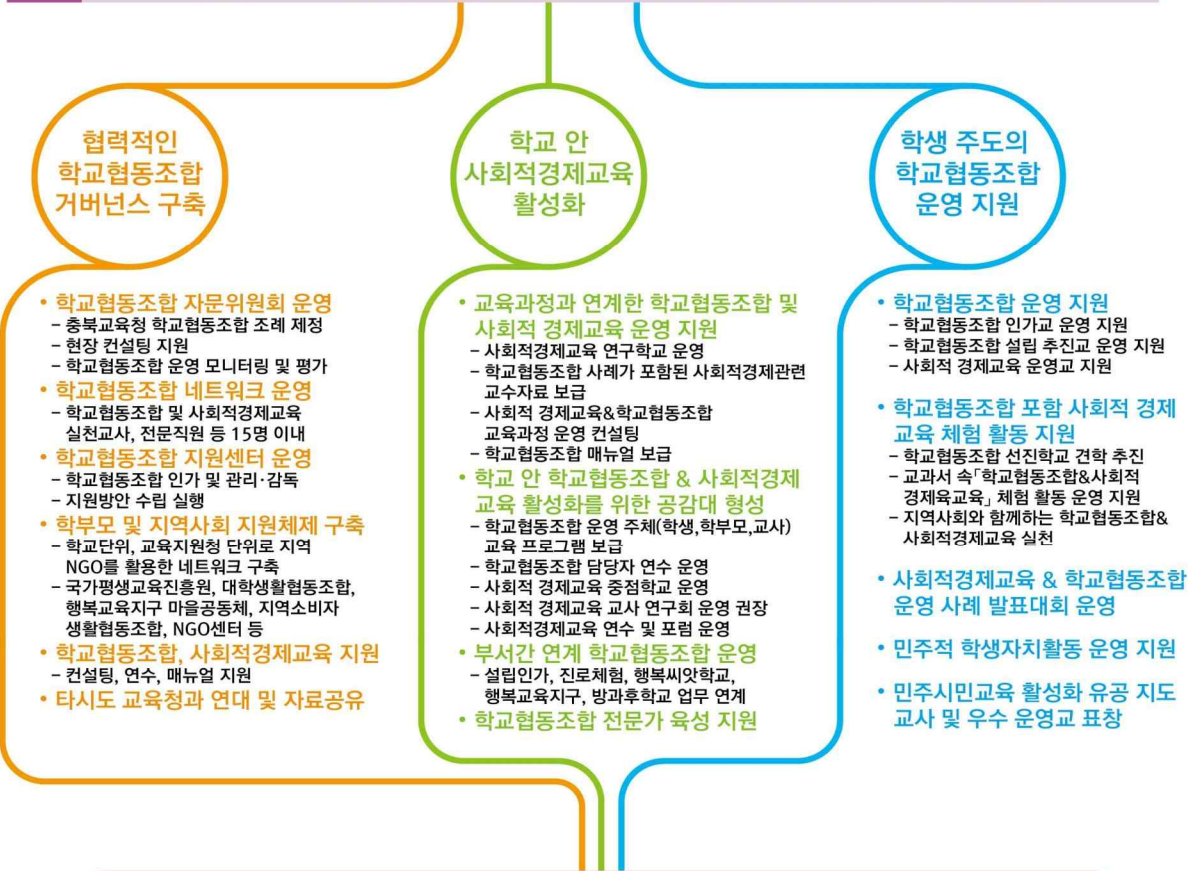 협력적인
학교협동조합
거버넌스 구축
• 학교협동조합 자문위원회 운영
– 충북교육청 학교협동조합 조례 제정
– 현장 컨설팅 지원
– 학교협동조합 운영 모니터링 및 평가
• 학교협동조합 네트워크 운영
– 학교협동조합 및 사회적경제교육
실천교사, 전문직원 등 15명 이내
• 학교협동조합 지원센터 운영
– 학교협동조합 인가 및 관리·감독
– 지원방안 수립 실행
• 학부모 및 지역사회 지원체제 구축
– 학교단위, 교육지원청 단위로 지역
NGO를 활용한 네트워크 구축
– 국가평생교육진흥원, 대학생활협동조합,
행복교육지구 마을공동체, 지역소비자
생활협동조합, NGO센터 등
• 학교협동조합, 사회적경제교육 지원
– 컨설팅, 연수, 매뉴얼 지원
• 타시도 교육청과 연대 및 자료공유
학교 안
사회적경제교육
활성화
• 교육과정과 연계한 학교협동조합 및
사회적 경제교육 운영 지원
– 사회적경제교육 연구학교 운영
– 학교협동조합 사례가 포함된 사회적경제관련
교수자료 보급
– 사회적 경제교육&학교협동조합
교육과정 운영 컨설팅
– 학교협동조합 매뉴얼 보급
• 학교 안 학교협동조합 & 사회적경제
교육 활성화를 위한 공감대 형성
– 학교협동조합 운영 주체(학생,학부모,교사)
교육 프로그램 보급
– 학교협동조합 담당자 연수 운영
– 사회적 경제교육 중점학교 운영
– 사회적 경제교육 교사 연구회 운영 권장
– 사회적경제교육 연수 및 포럼 운영
• 부서간 연계 학교협동조합 운영
– 설립인가, 진로체험, 행복씨앗학교,
행복교육지구, 방과후학교 업무 연계
• 학교협동조합 전문가 육성 지원
학생 주도의
학교협동조합
운영 지원
• 학교협동조합 운영 지원
– 학교협동조합 인가교 운영 지원
– 학교협동조합 설립 추진교 운영 지원
– 사회적 경제교육 운영교 지원
• 학교협동조합 포함 사회적 경제
교육 체험 활동 지원
– 학교협동조합 선진학교 견학 추진
– 교과서 속「학교협동조합&사회적
경제육교육」 체험 활동 운영 지원
– 지역사회와 함께하는 학교협동조합&
사회적경제교육 실천
• 사회적경제교육 & 학교협동조합
운영 사례 발표대회 운영
• 민주적 학생자치활동 운영 지원
• 민주시민교육 활성화 유공 지도
교사 및 우수 운영교 표창